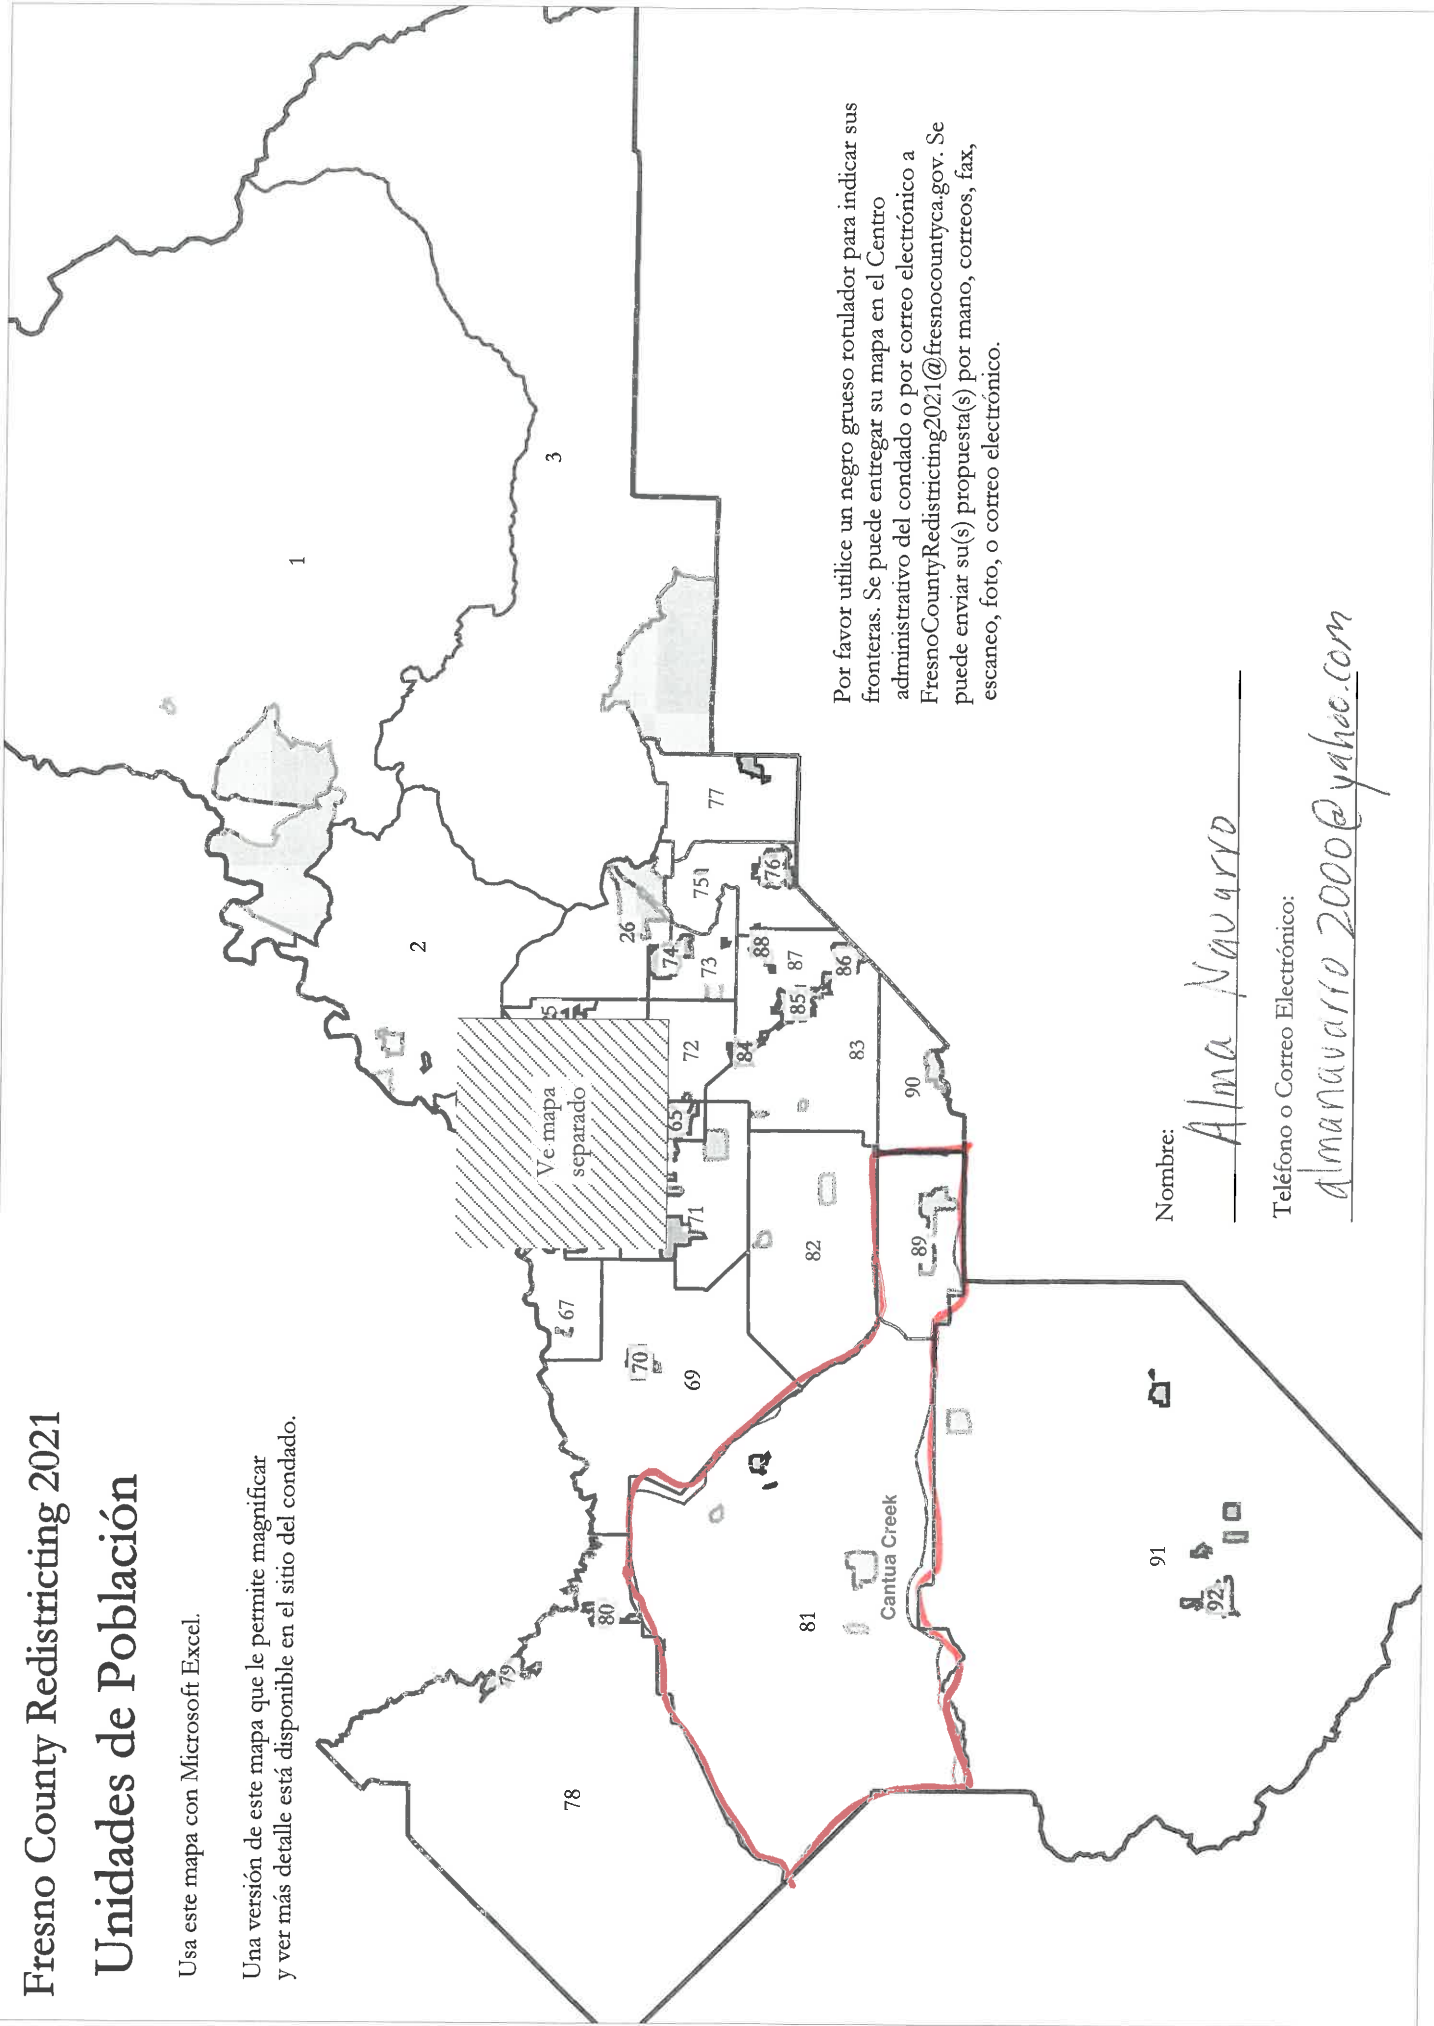 Fresno County Redistricting 2021
Unidades de Población
Usa este mapa con Microsoft Excel.
Una versión de este mapa que le permite magnificar
y ver más detalle está disponible en el sitio del condado.
1
2
3
Ve mapa
separado
5
26
65
67
69
70
71
72
73
74
75
76
77
78
79
80
81
Cantua Creek
82
83
84
85
86
87
88
89
90
91
92
Por favor utilice un negro grueso rotulador para indicar sus
fronteras. Se puede entregar su mapa en el Centro
administrativo del condado o por correo electrónico a
FresnoCountyRedistricting2021@fresnocountyca.gov. Se
puede enviar su(s) propuesta(s) por mano, correos, fax,
escaneo, foto, o correo electrónico.
Nombre:
Alma Navarro
Teléfono o Correo Electrónico:
almanavarro2000@yahoo.com